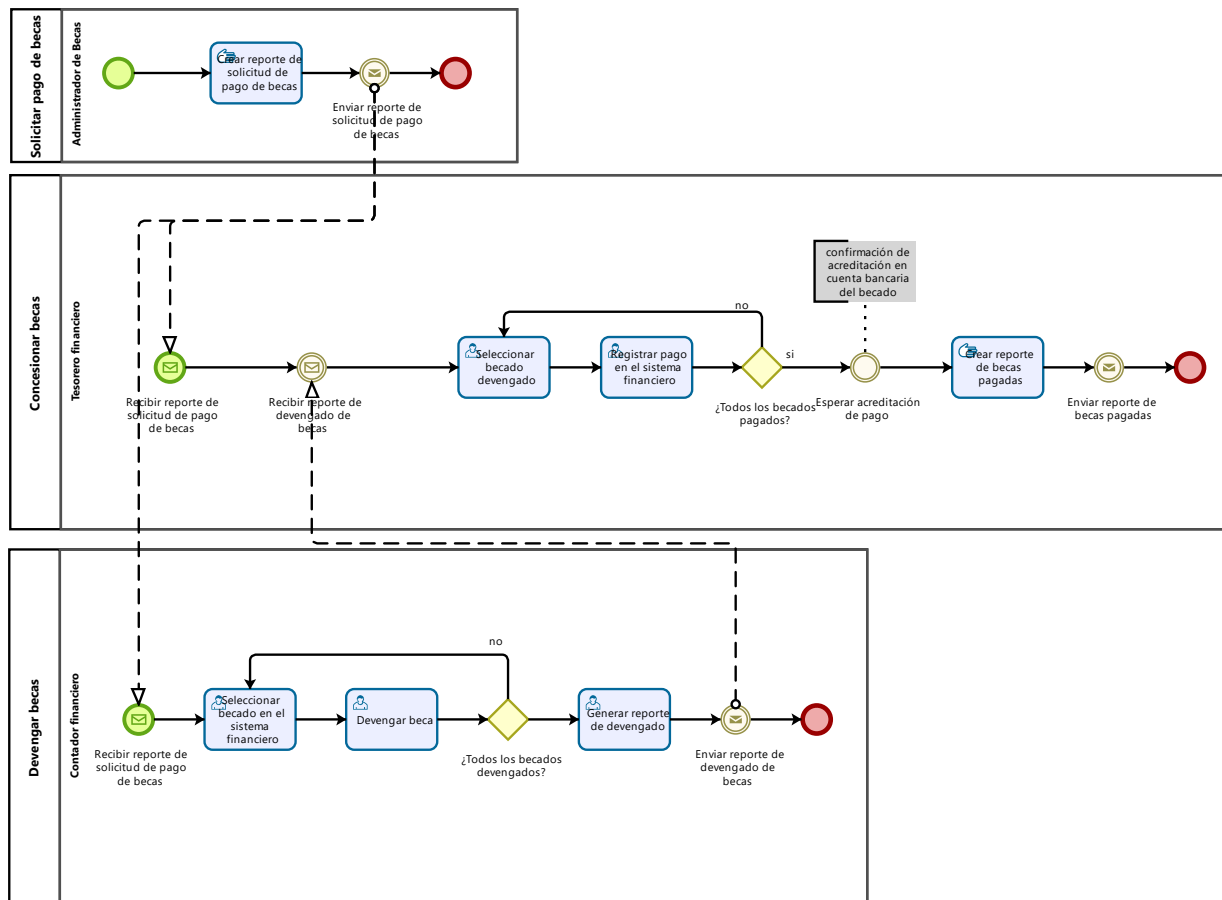 Solicitar pago de becas
Administrador de Becas
Crear reporte de
solicitud de
pago de becas
Enviar reporte de
solicitud de pago
de becas
Concesionar becas
Tesorero financiero
Recibir reporte de
solicitud de pago
de becas
Recibir reporte de
devengado de
becas
Seleccionar
becado
devengado
Registrar pago
en el sistema
financiero
no
si
¿Todos los becados
pagados?
confirmación de
acreditación en
cuenta bancaria
del becado
Esperar acreditación
de pago
Crear reporte
de becas
pagadas
Enviar reporte de
becas pagadas
Devengar becas
Contador financiero
Recibir reporte de
solicitud de pago
de becas
Seleccionar
becado en el
sistema
financiero
Devengar beca
no
¿Todos los becados
devengados?
Generar reporte
de devengado
Enviar reporte de
devengado de
becas